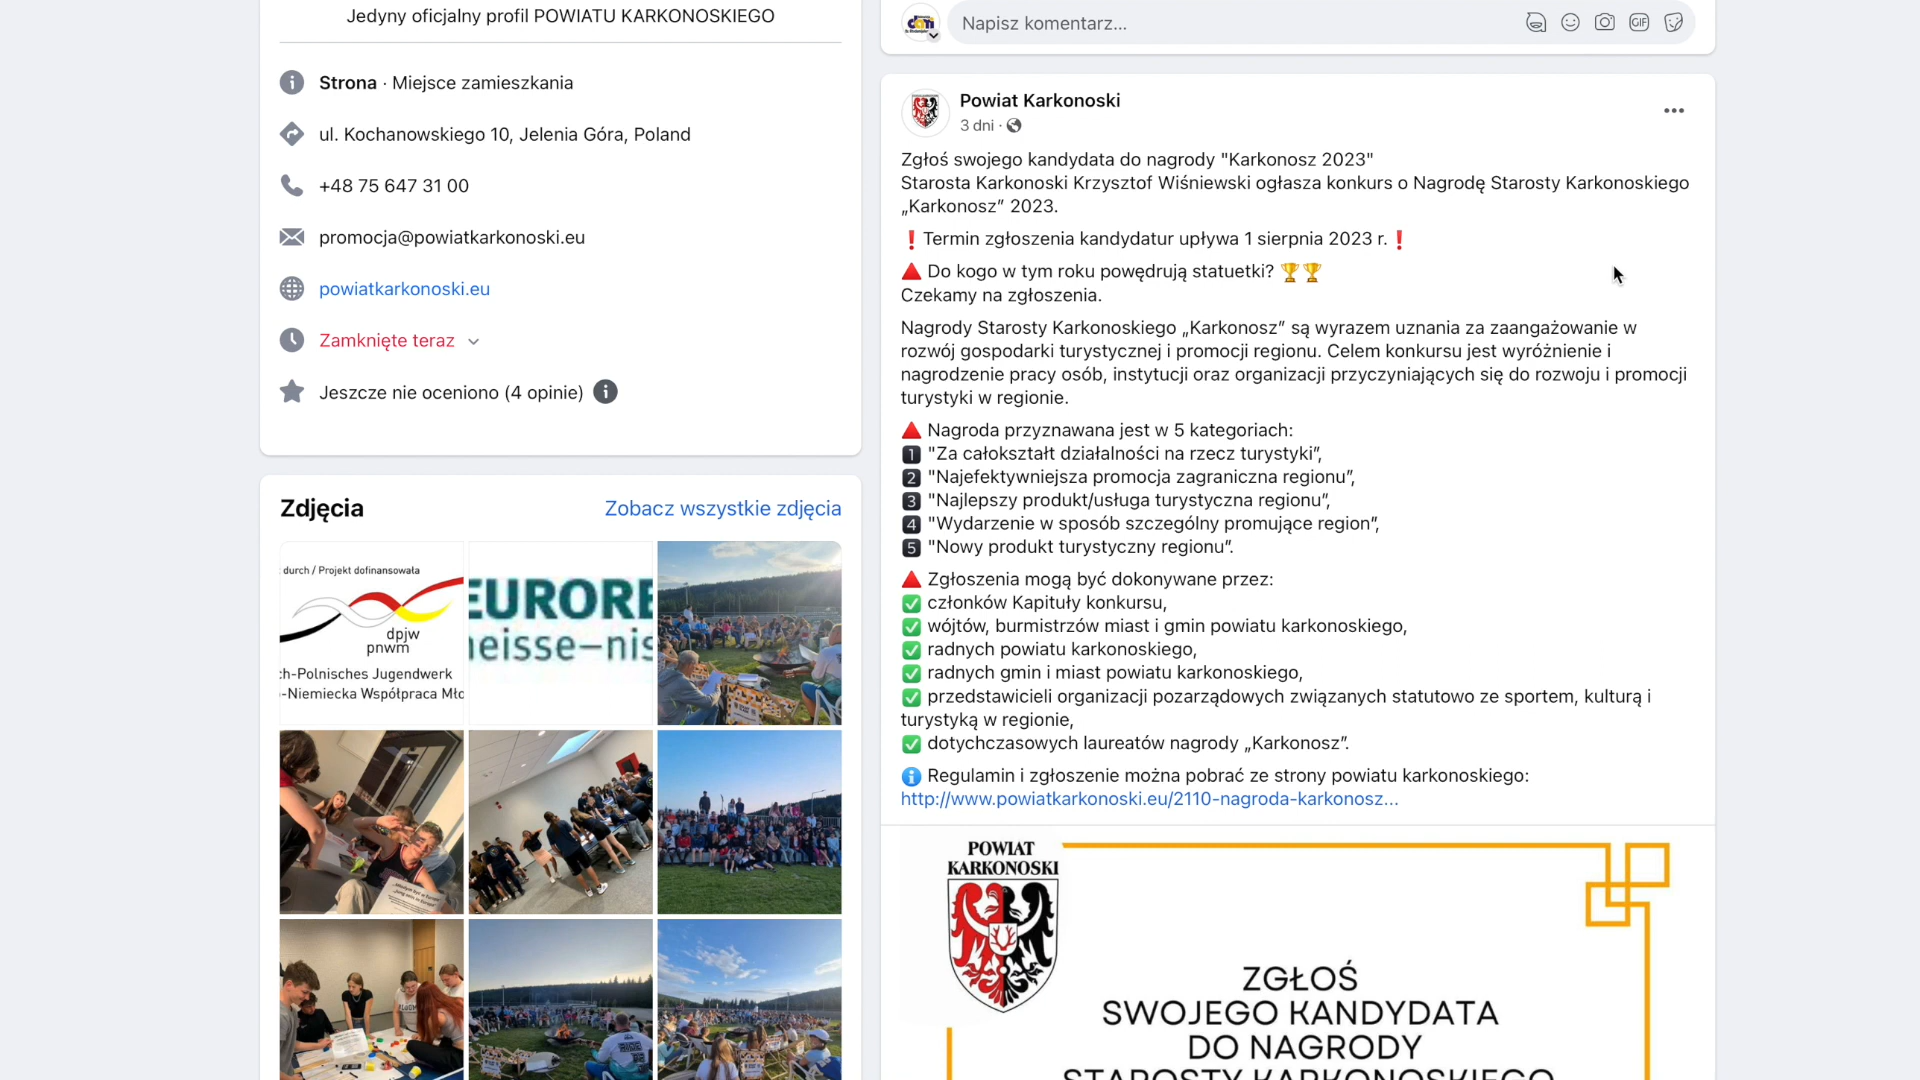 Jedyny oficjalny profil POWIATU KARKONOSKIEGO
Strona · Miejsce zamieszkania
ul. Kochanowskiego 10, Jelenia Góra, Poland
+48 75 647 31 00
promocja@powiatkarkonoski.eu
powiatkarkonoski.eu
Zamknięte teraz
Jeszcze nie oceniono (4 opinie)
Zdjęcia
Zobacz wszystkie zdjęcia
durch / Projekt dofinansowała
dpjw
pnwm
ch-Polnisches Jugendwerk
-Niemiecka Współpraca Mło
EURORE
neisse-nis
Napisz komentarz...
GIF
Powiat Karkonoski
3 dni ·
Zgłoś swojego kandydata do nagrody "Karkonosz 2023"
Starosta Karkonoski Krzysztof Wiśniewski ogłasza konkurs o Nagrodę Starosty Karkonoskiego
„Karkonosz” 2023.
❗ Termin zgłoszenia kandydatur upływa 1 sierpnia 2023 r. ❗
🔺 Do kogo w tym roku powędrują statuetki? 🏆🏆
Czekamy na zgłoszenia.
Nagrody Starosty Karkonoskiego „Karkonosz” są wyrazem uznania za zaangażowanie w
rozwój gospodarki turystycznej i promocji regionu. Celem konkursu jest wyróżnienie i
nagrodzenie pracy osób, instytucji oraz organizacji przyczyniających się do rozwoju i promocji
turystyki w regionie.
🔺 Nagroda przyznawana jest w 5 kategoriach:
1 "Za całokształt działalności na rzecz turystyki”,
2 "Najefektywniejsza promocja zagraniczna regionu”,
3 "Najlepszy produkt/usługa turystyczna regionu”,
4 "Wydarzenie w sposób szczególny promujące region”,
5 "Nowy produkt turystyczny regionu”.
🔺 Zgłoszenia mogą być dokonywane przez:
✅ członków Kapituły konkursu,
✅ wójtów, burmistrzów miast i gmin powiatu karkonoskiego,
✅ radnych powiatu karkonoskiego,
✅ radnych gmin i miast powiatu karkonoskiego,
✅ przedstawicieli organizacji pozarządowych związanych statutowo ze sportem, kulturą i
turystyką w regionie,
✅ dotychczasowych laureatów nagrody „Karkonosz”.
ℹ️ Regulamin i zgłoszenie można pobrać ze strony powiatu karkonoskiego:
http://www.powiatkarkonoski.eu/2110-nagroda-karkonosz...
POWIAT
KARKONOSKI
ZGŁOŚ
SWOJEGO KANDYDATA
DO NAGRODY
STAROSTY KARKONOSKIEGO